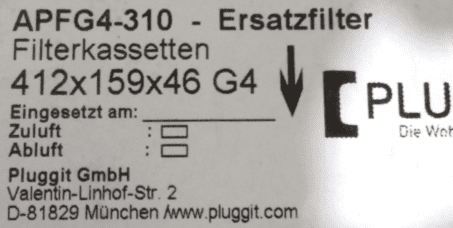 APFG4-310 - Ersatzfilter
Filterkassetten
412x159x46 G4
Eingesetzt am:
Zuluft :
Abluft :
Pluggit GmbH
Valentin-Linhof-Str. 2
D-81829 München /www.pluggit.com
PLU
Die Woh